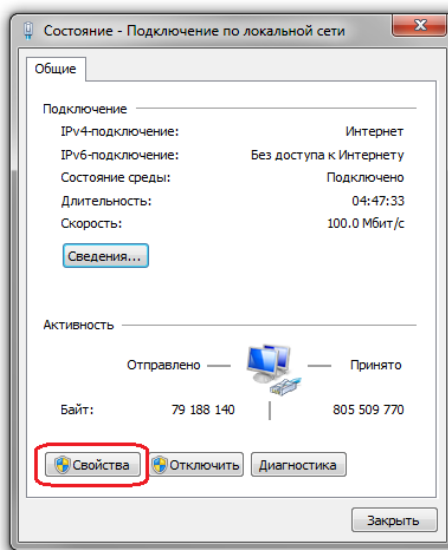 Состояние - Подключение по локальной сети
Общие
Подключение
IPv4-подключение: Интернет
IPv6-подключение: Без доступа к Интернету
Состояние среды: Подключено
Длительность: 04:47:33
Скорость: 100.0 Мбит/с
Сведения...
Активность
Отправлено — — Принято
Байт: 79 188 140 | 805 509 770
Свойства Отключить Диагностика
Закрыть